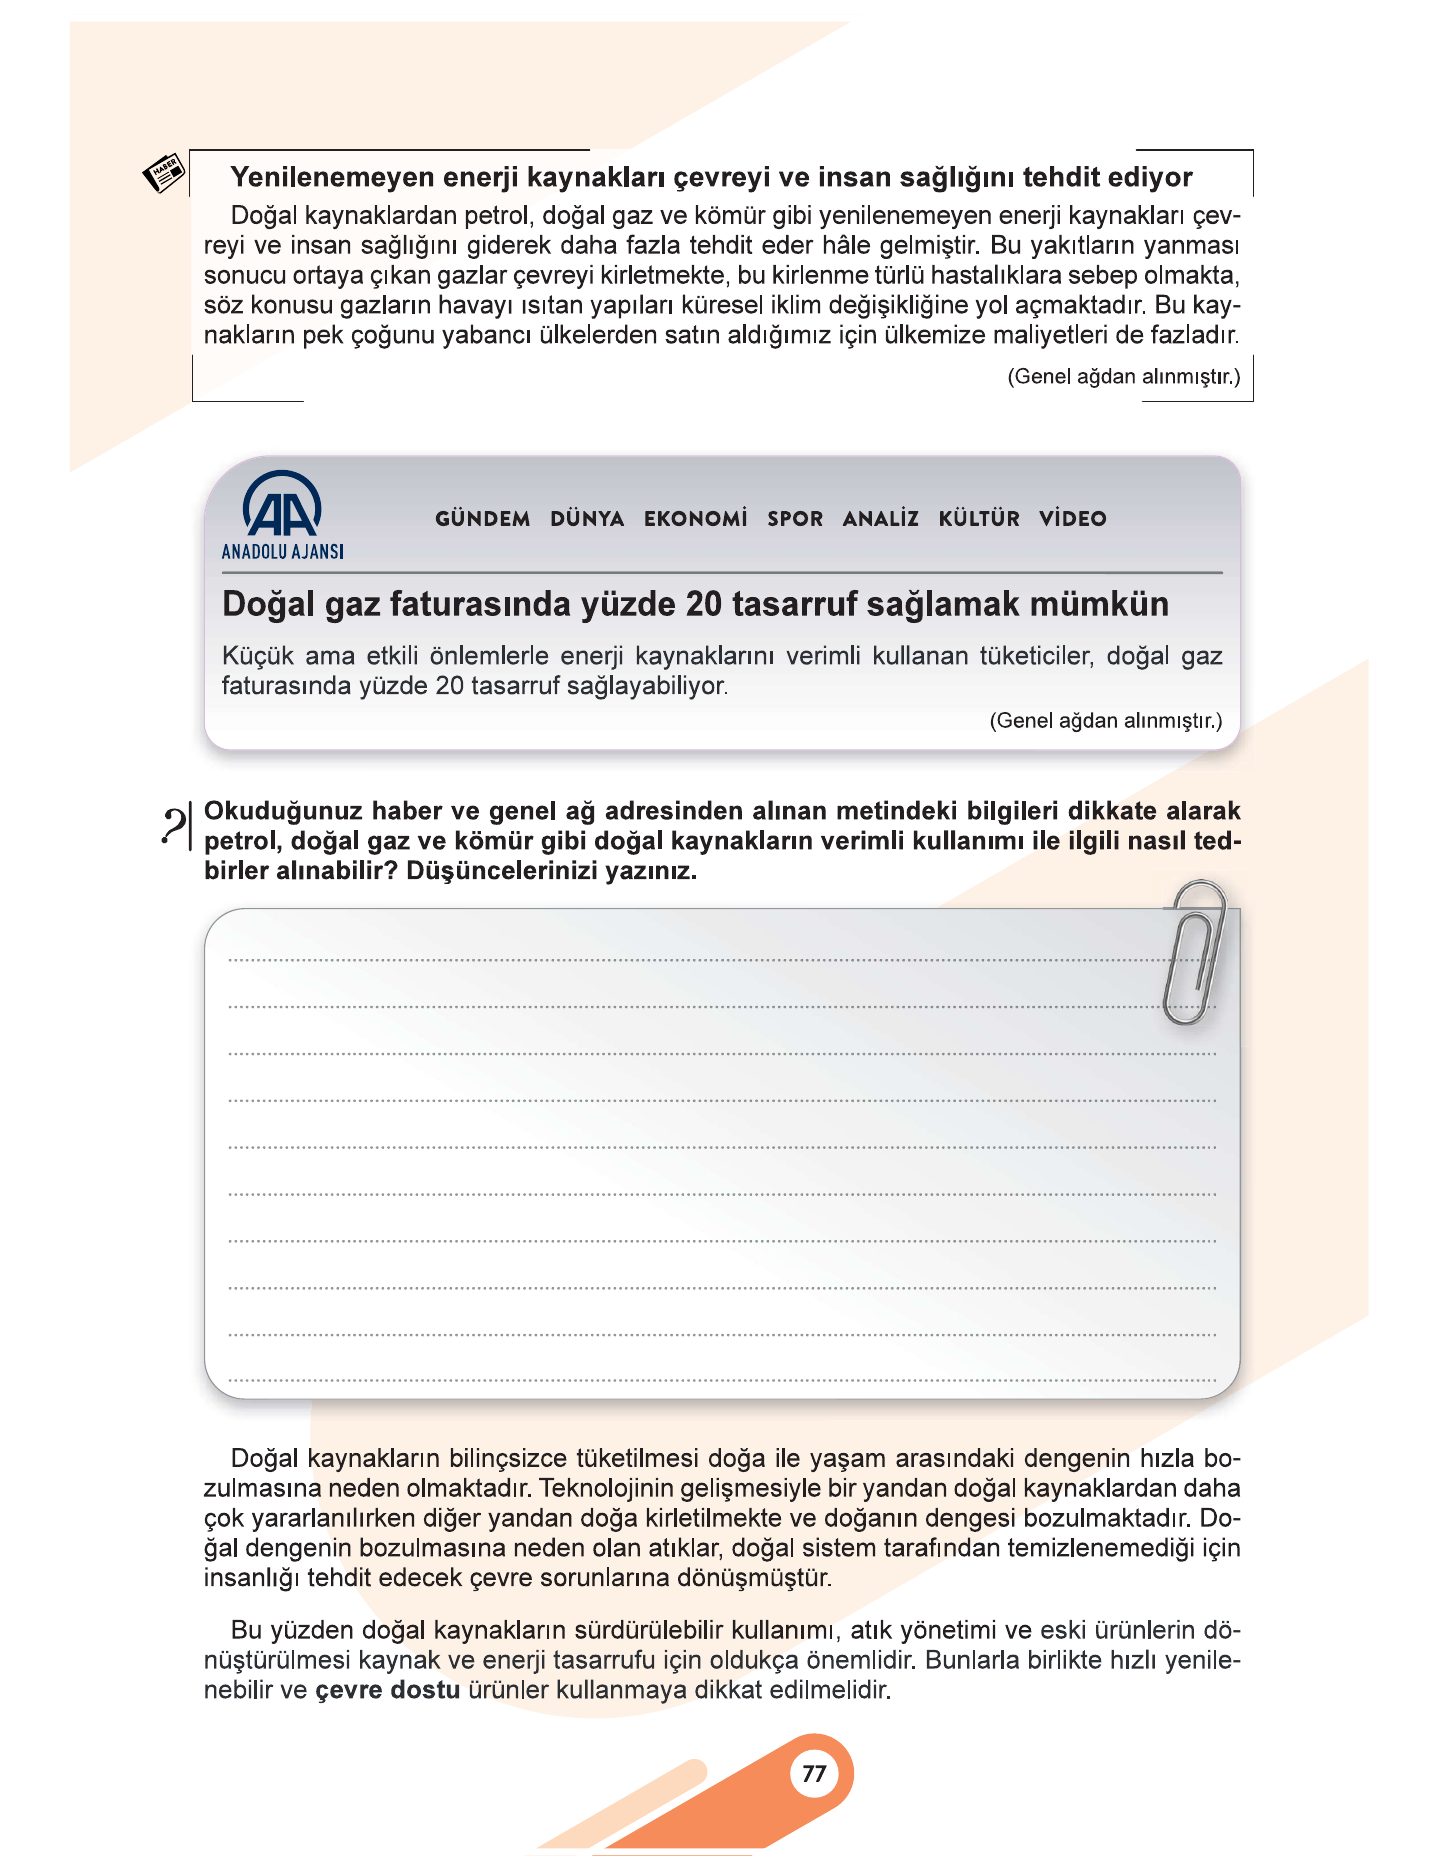 HABER
Yenilenemeyen enerji kaynakları çevreyi ve insan sağlığını tehdit ediyor
Doğal kaynaklardan petrol, doğal gaz ve kömür gibi yenilenemeyen enerji kaynakları çev-
reyi ve insan sağlığını giderek daha fazla tehdit eder hâle gelmiştir. Bu yakıtların yanması
sonucu ortaya çıkan gazlar çevreyi kirletmekte, bu kirlenme türlü hastalıklara sebep olmakta,
söz konusu gazların havayı ısıtan yapıları küresel iklim değişikliğine yol açmaktadır. Bu kay-
nakların pek çoğunu yabancı ülkelerden satın aldığımız için ülkemize maliyetleri de fazladır.
(Genel ağdan alınmıştır.)
AA
ANADOLU AJANSI
GÜNDEM DÜNYA EKONOMİ SPOR ANALİZ KÜLTÜR VİDEO
Doğal gaz faturasında yüzde 20 tasarruf sağlamak mümkün
Küçük ama etkili önlemlerle enerji kaynaklarını verimli kullanan tüketiciler, doğal gaz
faturasında yüzde 20 tasarruf sağlayabiliyor.
(Genel ağdan alınmıştır.)
?
Okuduğunuz haber ve genel ağ adresinden alınan metindeki bilgileri dikkate alarak
petrol, doğal gaz ve kömür gibi doğal kaynakların verimli kullanımı ile ilgili nasıl ted-
birler alınabilir? Düşüncelerinizi yazınız.
Doğal kaynakların bilinçsizce tüketilmesi doğa ile yaşam arasındaki dengenin hızla bo-
zulmasına neden olmaktadır. Teknolojinin gelişmesiyle bir yandan doğal kaynaklardan daha
çok yararlanılırken diğer yandan doğa kirletilmekte ve doğanın dengesi bozulmaktadır. Do-
ğal dengenin bozulmasına neden olan atıklar, doğal sistem tarafından temizlenemediği için
insanlığı tehdit edecek çevre sorunlarına dönüşmüştür.
Bu yüzden doğal kaynakların sürdürülebilir kullanımı, atık yönetimi ve eski ürünlerin dö-
nüştürülmesi kaynak ve enerji tasarrufu için oldukça önemlidir. Bunlarla birlikte hızlı yenile-
nebilir ve çevre dostu ürünler kullanmaya dikkat edilmelidir.
77